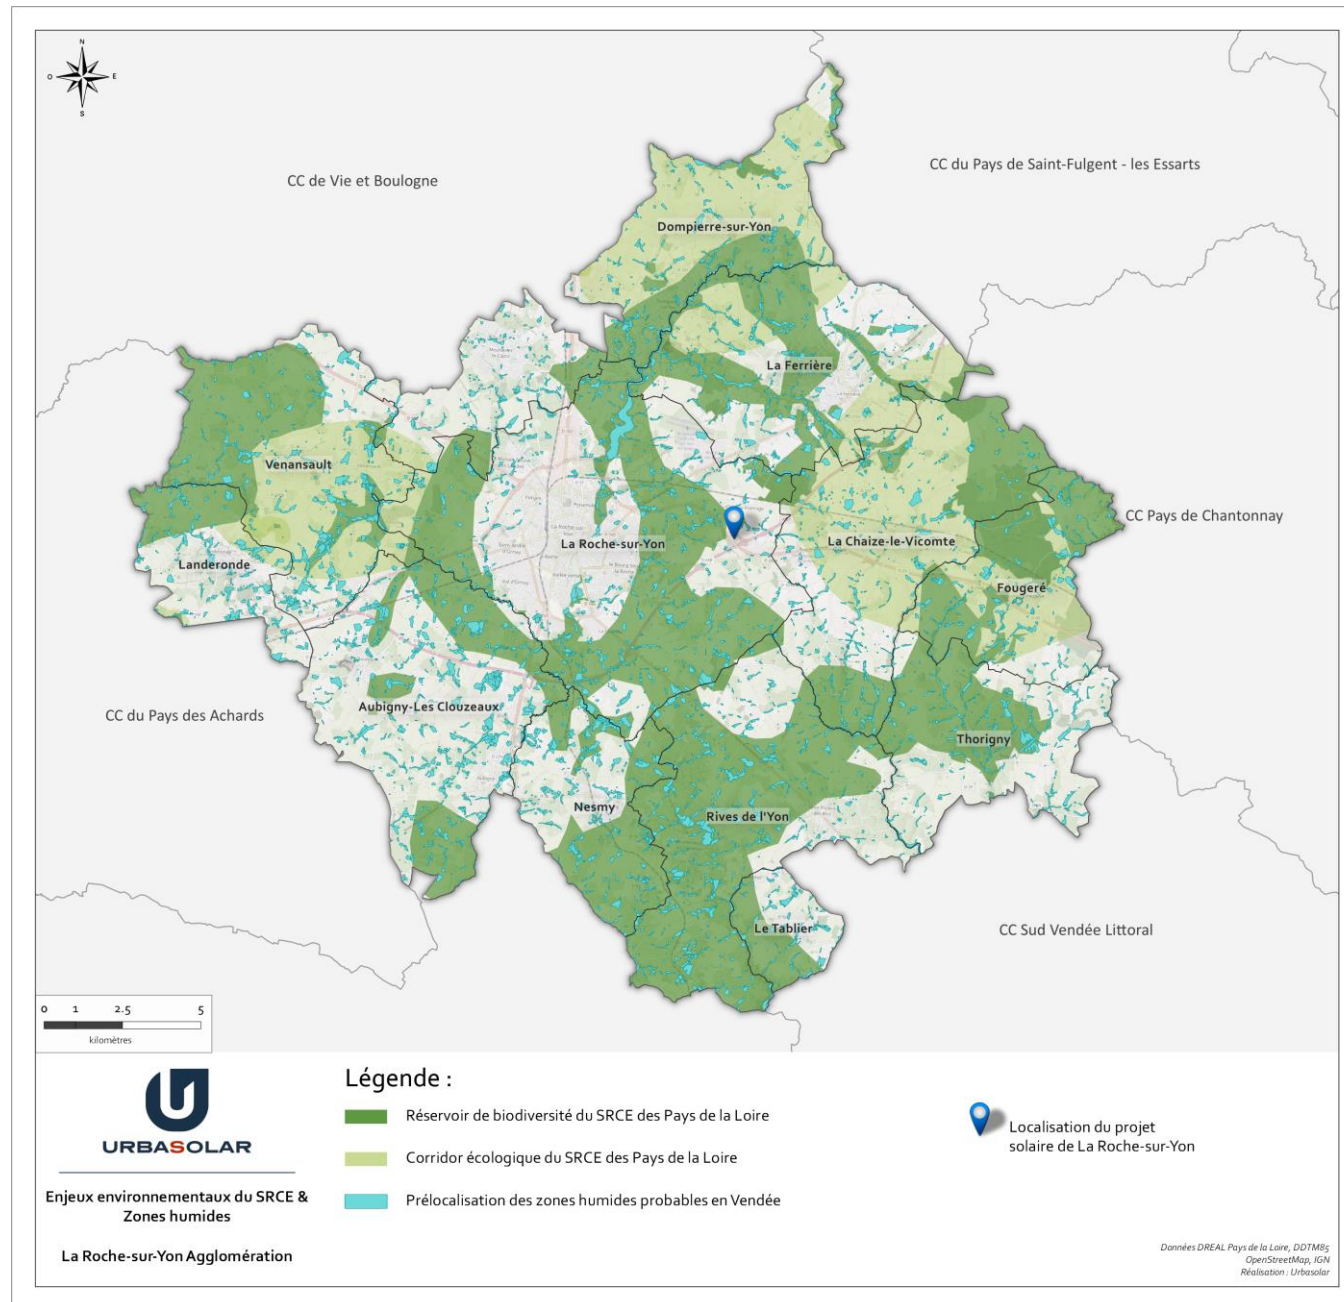 N
O
E
S
CC de Vie et Boulogne
CC du Pays de Saint-Fulgent - les Essarts
Dompierre-sur-Yon
La Ferrière
Venansault
CC Pays de Chantonnay
La Roche-sur-Yon
La Chaize-le-Vicomte
Landeronde
Fougeré
CC du Pays des Achards
Aubigny-Les Clouzeaux
Thorigny
Nesmy
Rives de l'Yon
Le Tablier
CC Sud Vendée Littoral
0 1 2.5 5
kilomètres
URBASOLAR
Enjeux environnementaux du SRCE &
Zones humides
La Roche-sur-Yon Agglomération
Légende :
Réservoir de biodiversité du SRCE des Pays de la Loire
Corridor écologique du SRCE des Pays de la Loire
Prélocalisation des zones humides probables en Vendée
Localisation du projet
solaire de La Roche-sur-Yon
Données DREAL Pays de la Loire, DDTM85
OpenStreetMap, IGN
Réalisation : Urbasolar